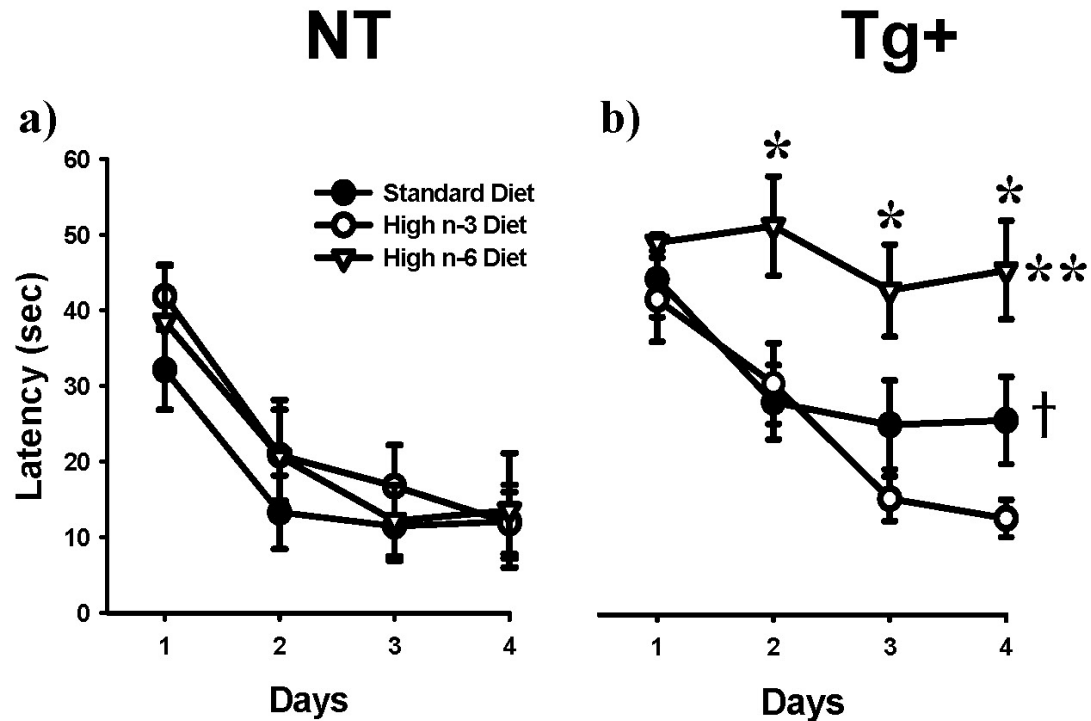 NT
Tg+
a)
b)
60
50
40
30
20
10
0
Latency (sec)
Standard Diet
High n-3 Diet
High n-6 Diet
*
*
*
**
†
1 2 3 4
1 2 3 4
Days
Days